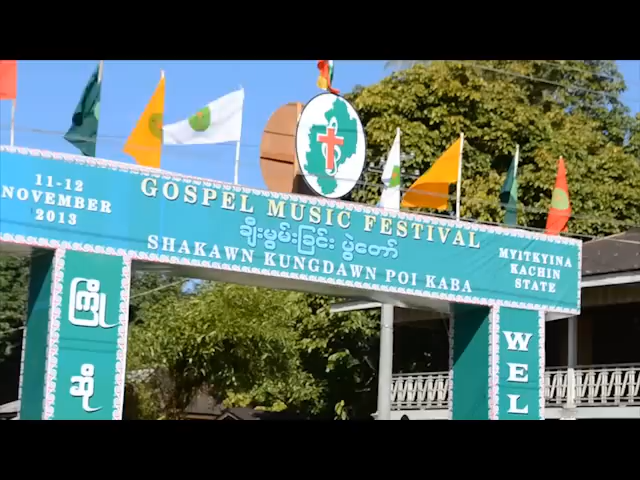 11-12
NOVEMBER
2013
GOSPEL MUSIC FESTIVAL
ချီးမွမ်းခြင်း ပွဲတော်
SHAKAWN KUNGDAWN POI KABA
MYITKYINA
KACHIN
STATE
ကြို
ဆို
WEL